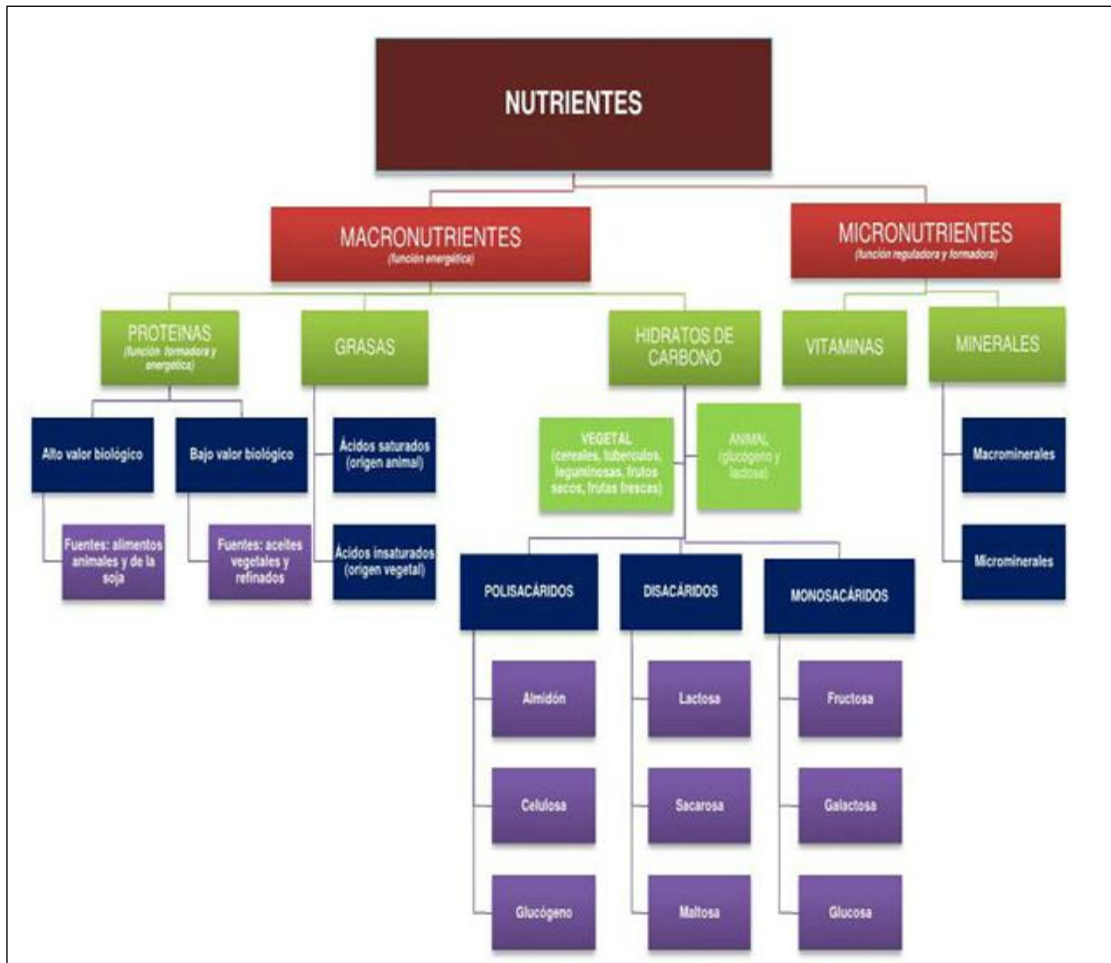 NUTRIENTES
MACRONUTRIENTES
(función energética)
MICRONUTRIENTES
(función reguladora y formadora)
PROTEINAS
(función formadora y
energética)
GRASAS
HIDRATOS DE
CARBONO
VITAMINAS
MINERALES
Alto valor biológico
Bajo valor biológico
Ácidos saturados
(origen animal)
VEGETAL
(cereales, tuberculos,
leguminosas, frutos
secos, frutas frescas)
ANIMAL
(glucógeno y
lactosa)
Macrominerales
Fuentes: alimentos
animales y de la
soja
Fuentes: aceites
vegetales y
refinados
Ácidos insaturados
(origen vegetal)
Microminerales
POLISACÁRIDOS
DISACÁRIDOS
MONOSACÁRIDOS
Almidón
Lactosa
Fructosa
Celulosa
Sacarosa
Galactosa
Glucógeno
Maltosa
Glucosa